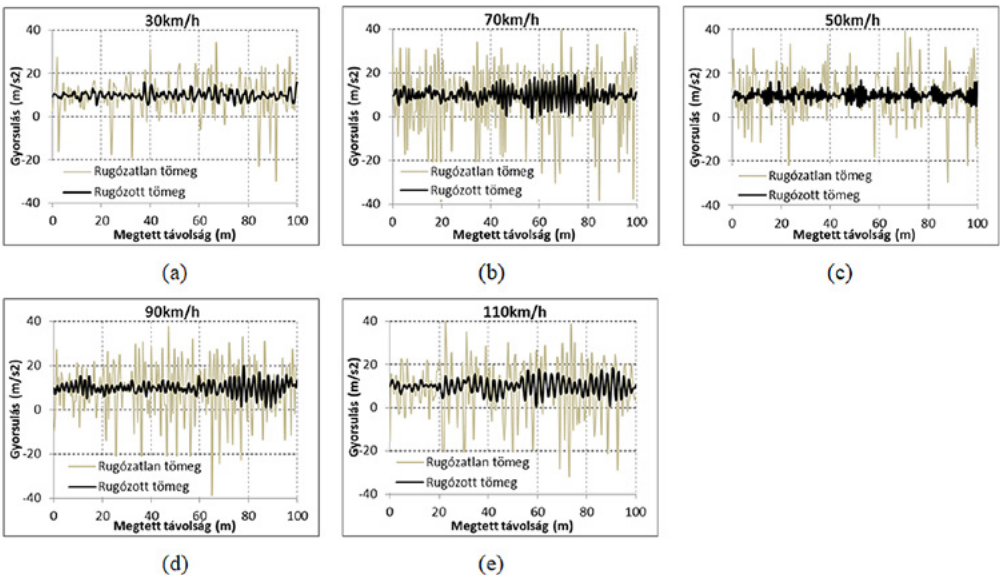 30km/h
Gyorsulás (m/s2)
40
20
0
-20
-40
Rugózatlan tömeg
Rugózott tömeg
0 20 40 60 80 100
Megtett távolság (m)
(a)
70km/h
Gyorsulás (m/s2)
40
20
0
-20
-40
Rugózatlan tömeg
Rugózott tömeg
0 20 40 60 80 100
Megtett távolság (m)
(b)
50km/h
Gyorsulás (m/s2)
40
20
0
-20
-40
Rugózatlan tömeg
Rugózott tömeg
0 20 40 60 80 100
Megtett távolság (m)
(c)
90km/h
Gyorsulás (m/s2)
40
20
0
-20
-40
Rugózatlan tömeg
Rugózott tömeg
0 20 40 60 80 100
Megtett távolság (m)
(d)
110km/h
Gyorsulás (m/s2)
40
20
0
-20
-40
Rugózatlan tömeg
Rugózott tömeg
0 20 40 60 80 100
Megtett távolság (m)
(e)